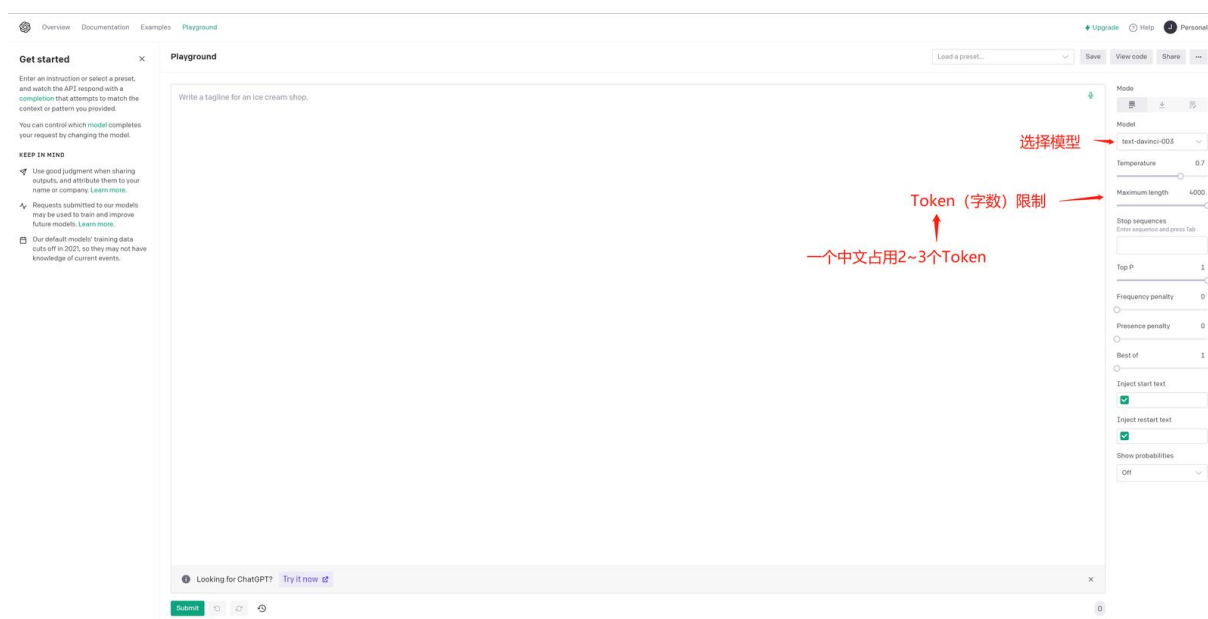 Overview Documentation Examples Playground
Upgrade Help J Personal
Get started
Enter an instruction or select a preset,
and watch the API respond with a
completion that attempts to match the
context or pattern you provided.
You can control which model completes
your request by changing the model.
KEEP IN MIND
Use good judgment when sharing
outputs, and attribute them to your
name or company. Learn more.
Requests submitted to our models
may be used to train and improve
future models. Learn more.
Our default models' training data
cuts off in 2021, so they may not have
knowledge of current events.
Playground
Load a preset...
Save
View code
Share
Write a tagline for an ice cream shop.
选择模型
Token（字数）限制
一个中文占用2~3个Token
Looking for ChatGPT? Try it now
Submit
0
Mode
Model
text-davinci-003
Temperature 0.7
Maximum length 4000
Stop sequences
Enter sequence and press Tab
Top P 1
Frequency penalty 0
Presence penalty 0
Best of 1
Inject start text
Inject restart text
Show probabilities
Off